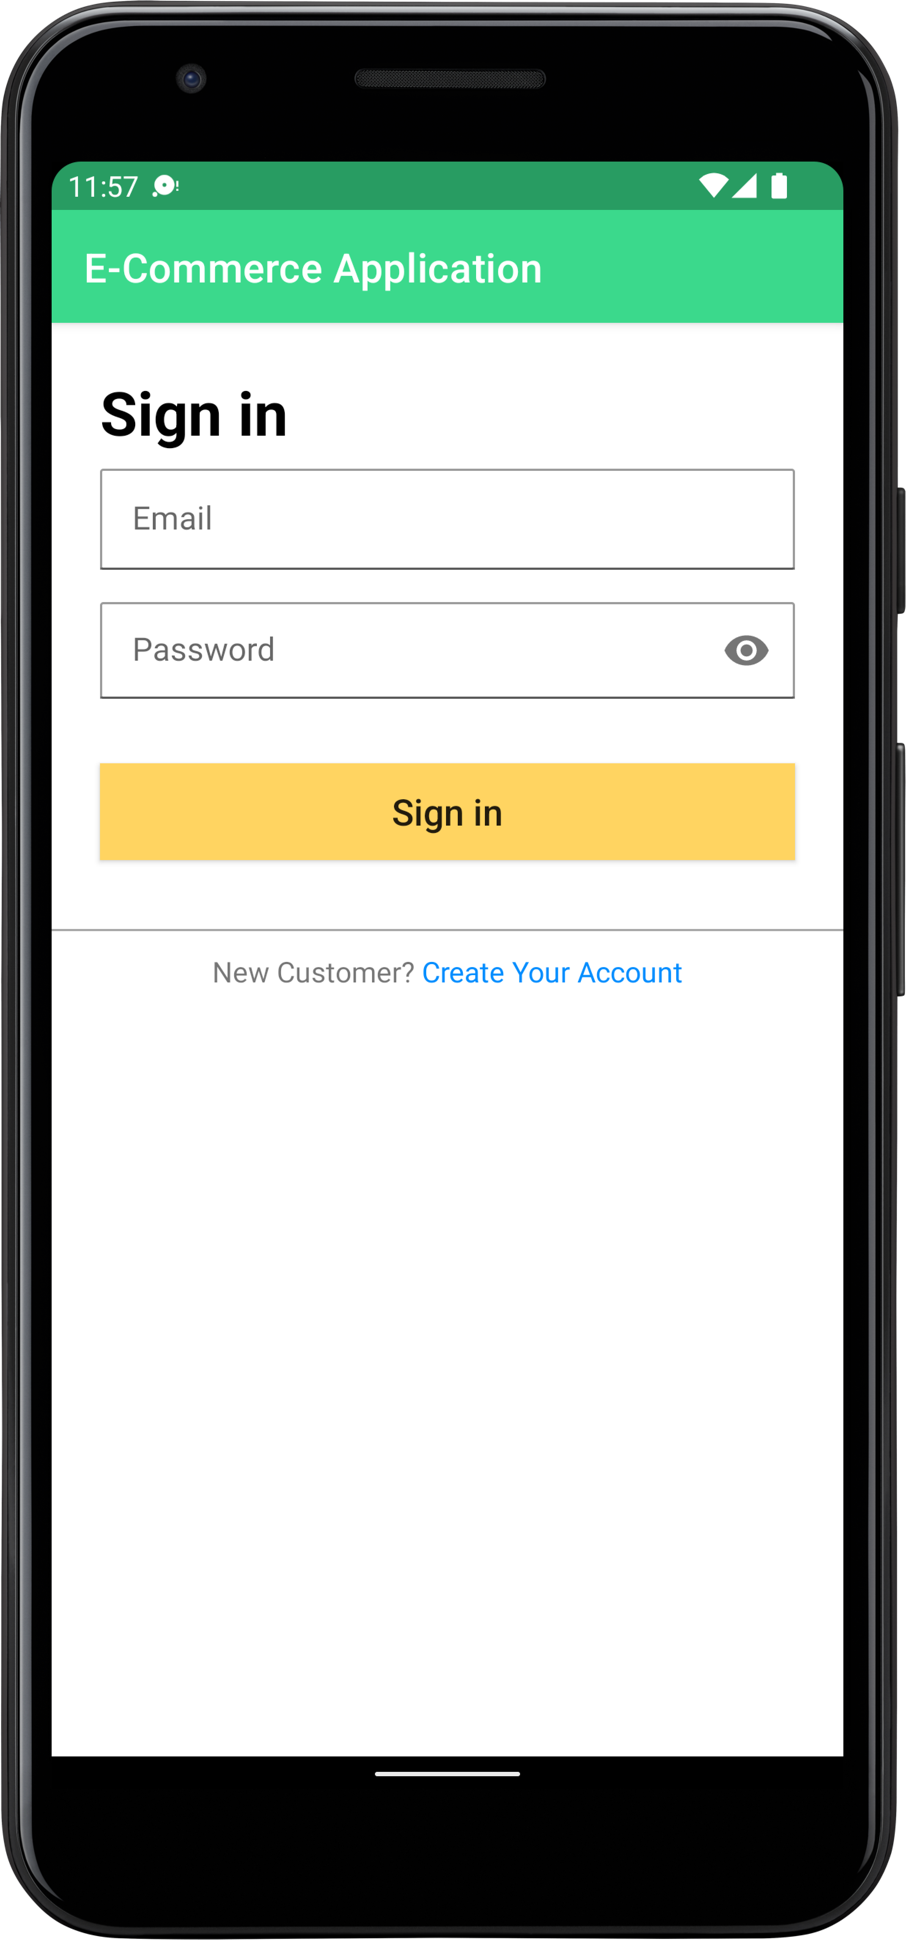 11:57
E-Commerce Application
Sign in
Email
Password
Sign in
New Customer? Create Your Account